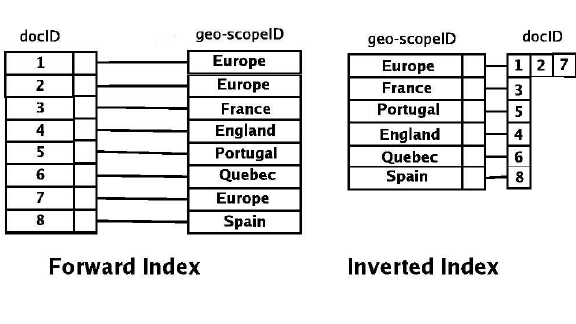 docID geo-scopeID
1 Europe
2 Europe
3 France
4 England
5 Portugal
6 Quebec
7 Europe
8 Spain
Forward Index
geo-scopeID docID
Europe 1 2 7
France 3
Portugal 5
England 4
Quebec 6
Spain 8
Inverted Index